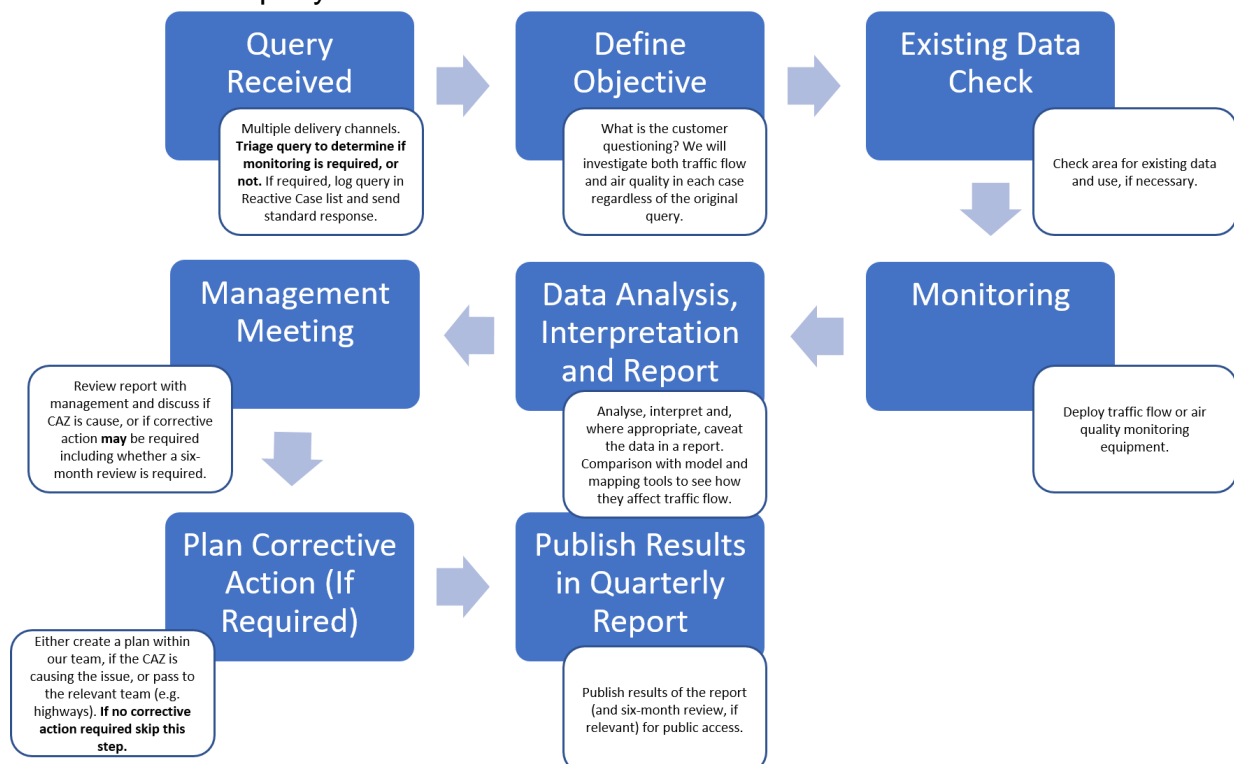 Query
Received
Multiple delivery channels.
Triage query to determine if
monitoring is required, or
not. If required, log query in
Reactive Case list and send
standard response.
Define
Objective
What is the customer
questioning? We will
investigate both traffic flow
and air quality in each case
regardless of the original
query.
Existing Data
Check
Check area for existing data
and use, if necessary.
Monitoring
Deploy traffic flow or air
quality monitoring
equipment.
Data Analysis,
Interpretation
and Report
Analyse, interpret and,
where appropriate, caveat
the data in a report.
Comparison with model and
mapping tools to see how
they affect traffic flow.
Management
Meeting
Review report with
management and discuss if
CAZ is cause, or if corrective
action may be required
including whether a six-
month review is required.
Plan Corrective
Action (If
Required)
Either create a plan within
our team, if the CAZ is
causing the issue, or pass to
the relevant team (e.g.
highways). If no corrective
action required skip this
step.
Publish Results
in Quarterly
Report
Publish results of the report
(and six-month review, if
relevant) for public access.